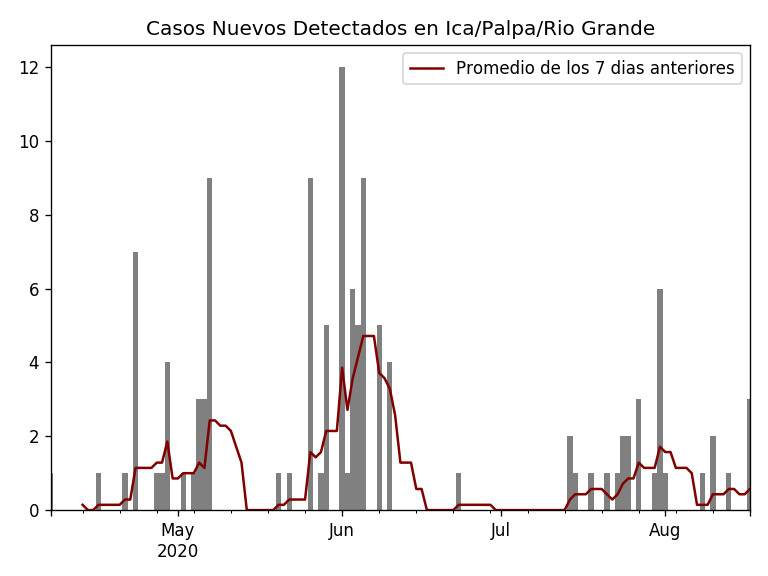 Casos Nuevos Detectados en Ica/Palpa/Rio Grande
Promedio de los 7 dias anteriores
12
10
8
6
4
2
0
May Jun Jul Aug
2020